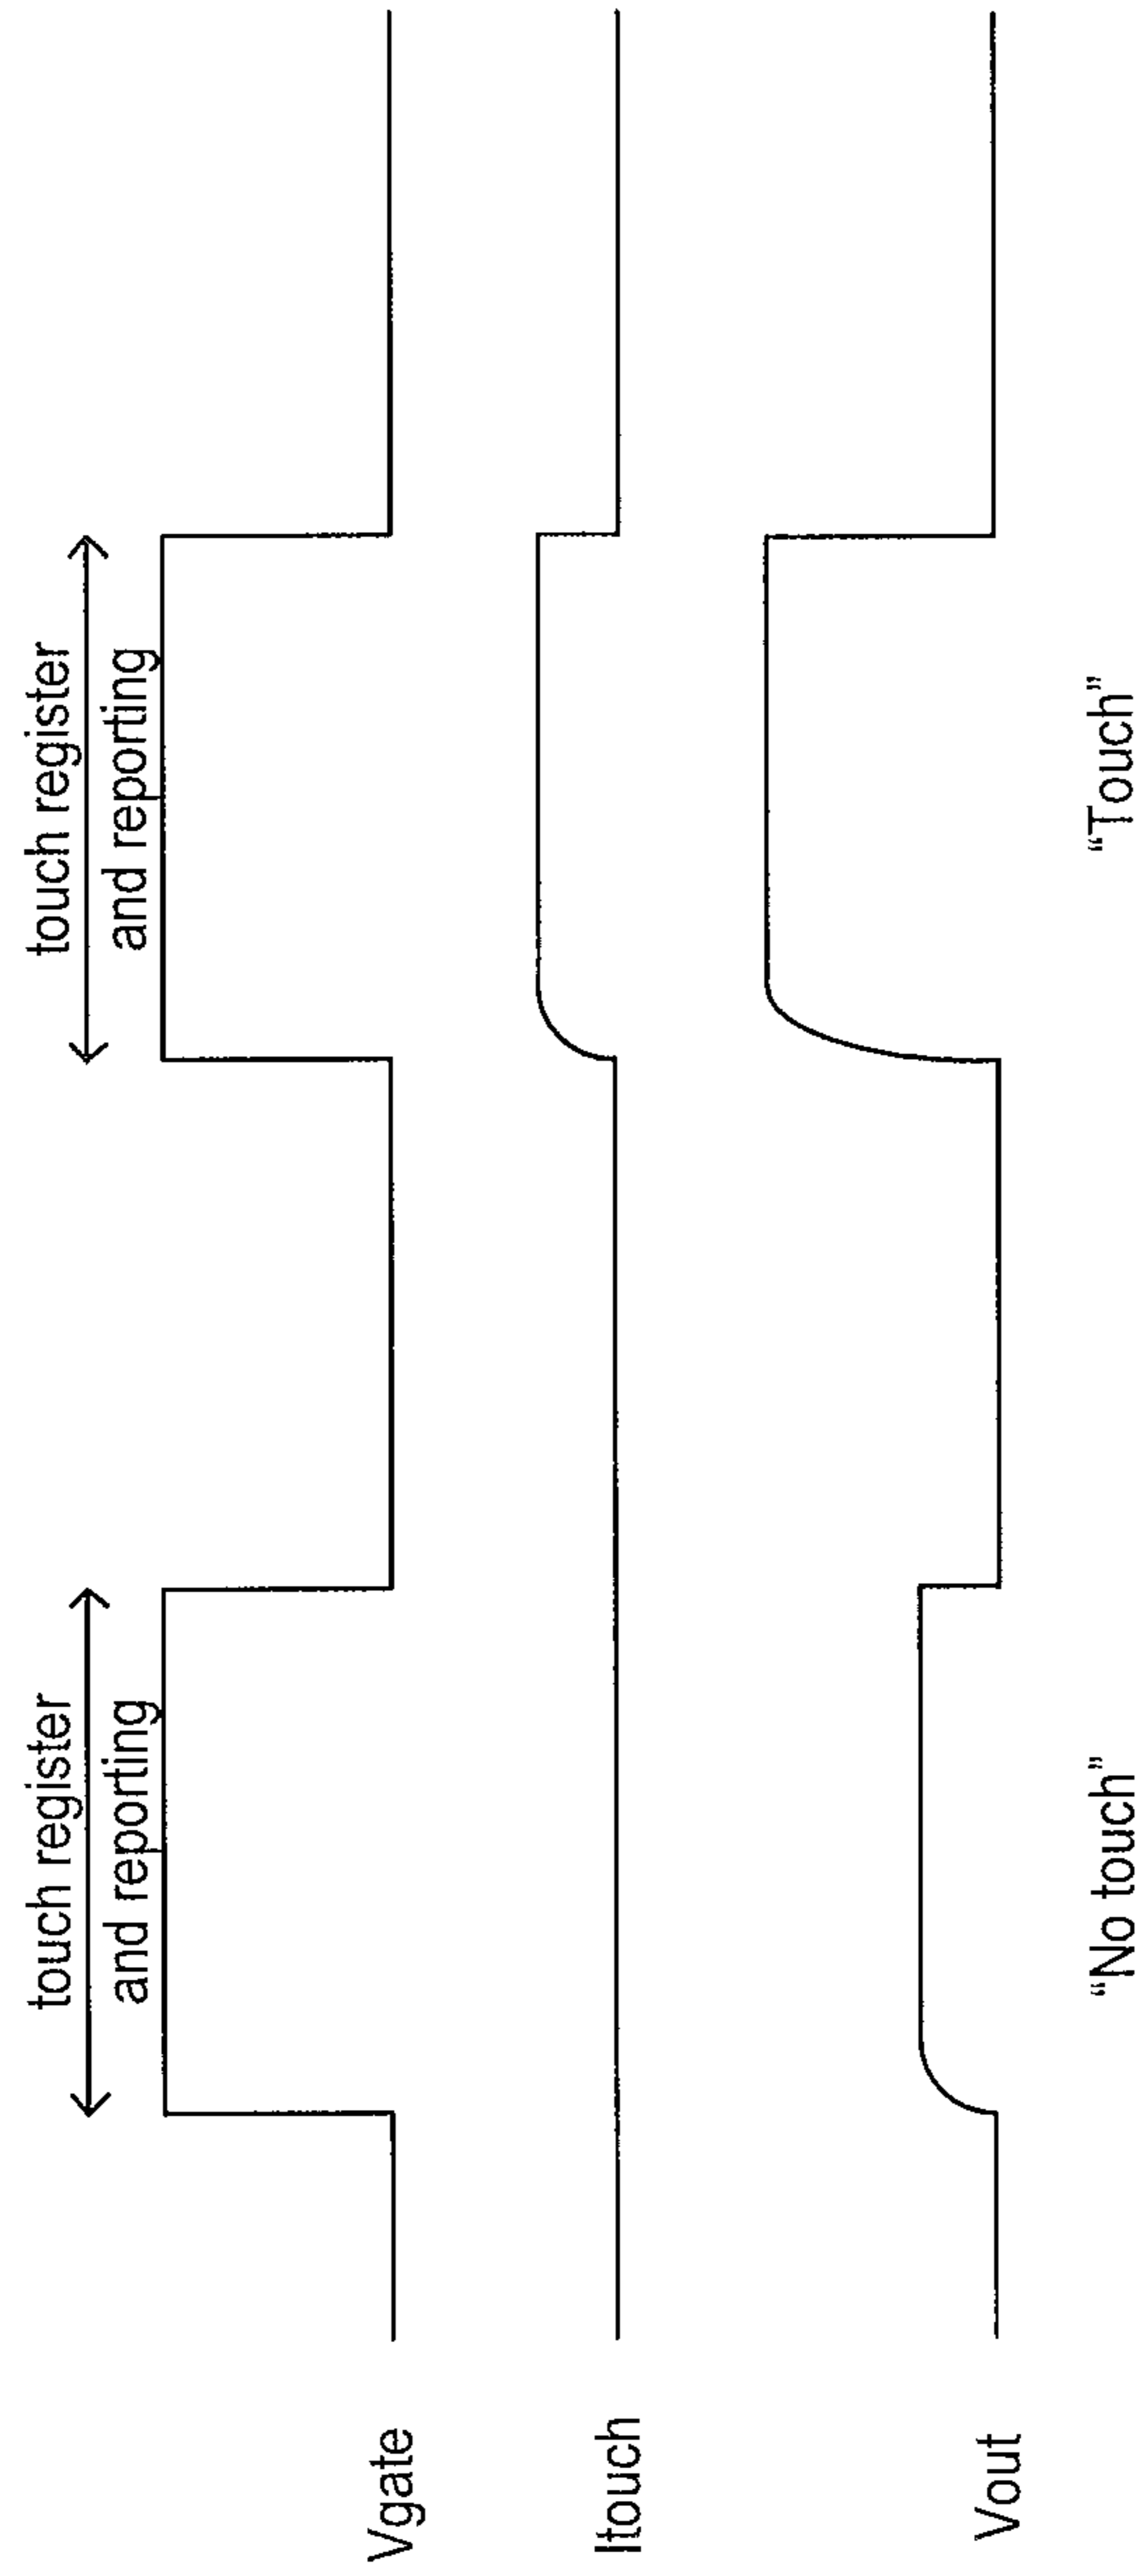 touch register
and reporting
touch register
and reporting
Vgate
Itouch
Vout
“No touch”
“Touch”